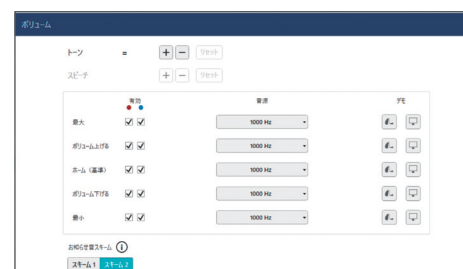 ボリューム
トーン = + − リセット
スピーチ + − リセット
有効 音源 デモ
最大 1000 Hz
ボリューム上げる 1000 Hz
ホーム（基準） 1000 Hz
ボリューム下げる 1000 Hz
最小 1000 Hz
お知らせ音スキーム i
スキーム 1 スキーム 2